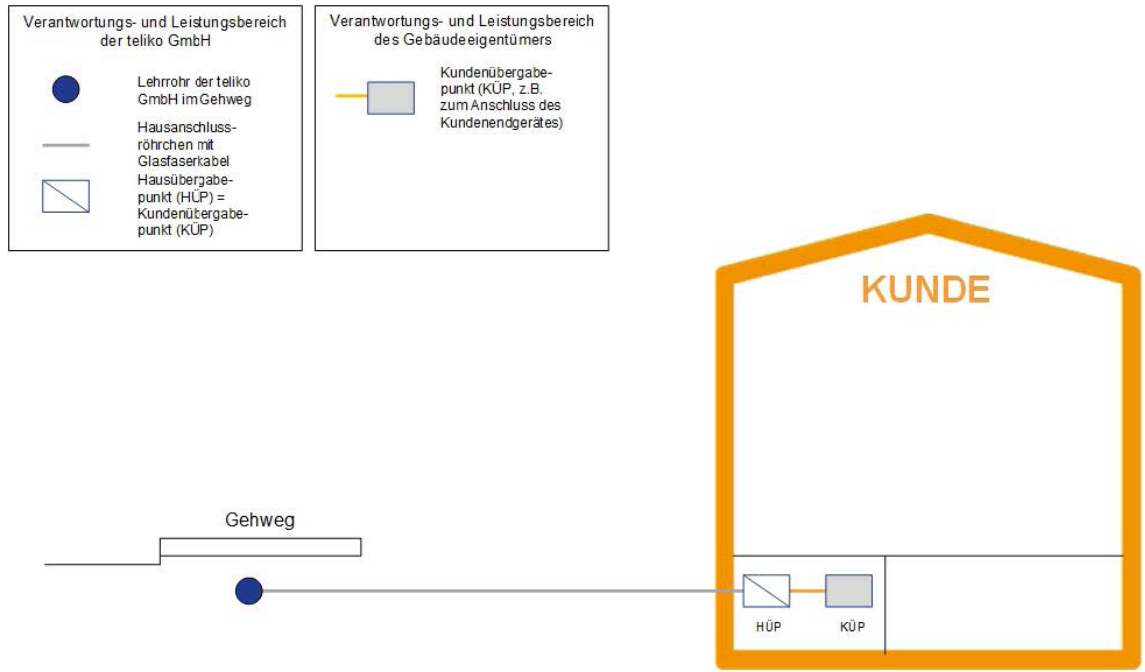 Verantwortungs- und Leistungsbereich
der teliko GmbH
Lehrrohr der teliko
GmbH im Gehweg
Hausanschluss-
röhrchen mit
Glasfaserkabel
Hausübergabe-
punkt (HÜP) =
Kundenübergabe-
punkt (KÜP)
Verantwortungs- und Leistungsbereich
des Gebäudeeigentümers
Kundenübergabe-
punkt (KÜP, z.B.
zum Anschluss des
Kundenendgerätes)
KUNDE
Gehweg
HÜP
KÜP